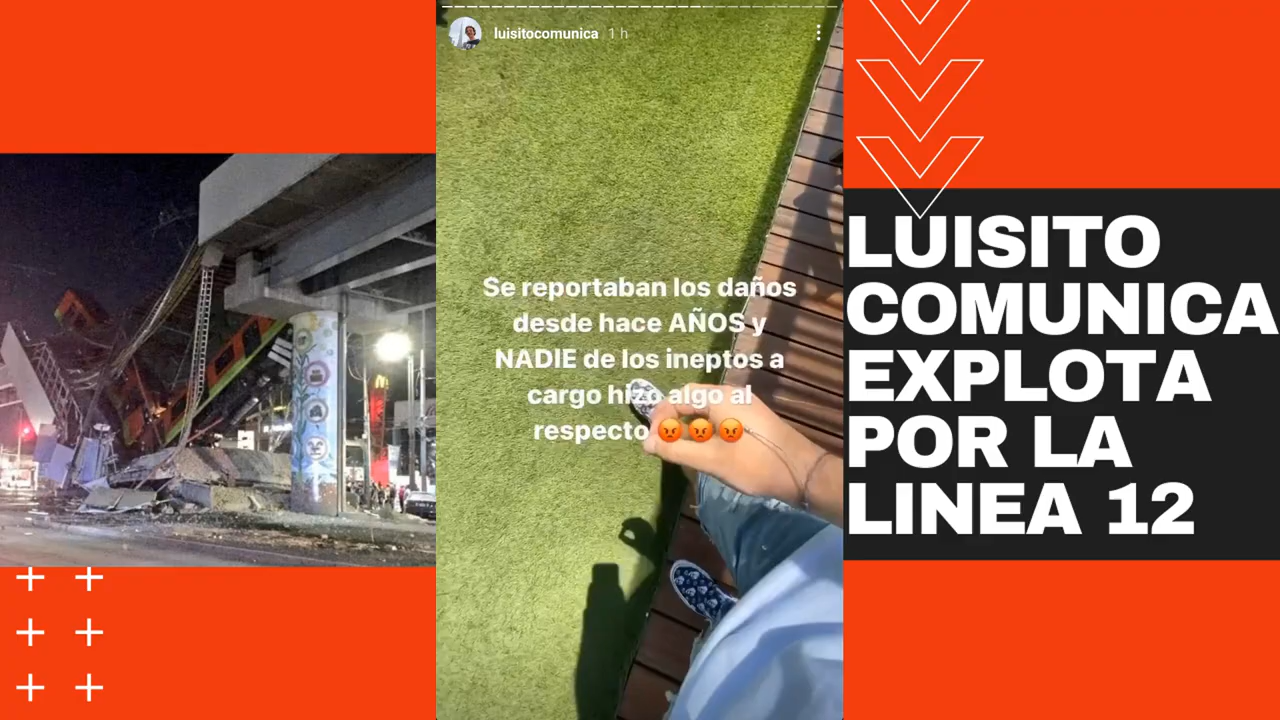 luisitocomunica 1 h
Se reportaban los daños
desde hace AÑOS y
NADIE de los ineptos a
cargo hizo algo al
respecto 😡😡😡
LUISITO
COMUNICA
EXPLOTA
POR LA
LINEA 12